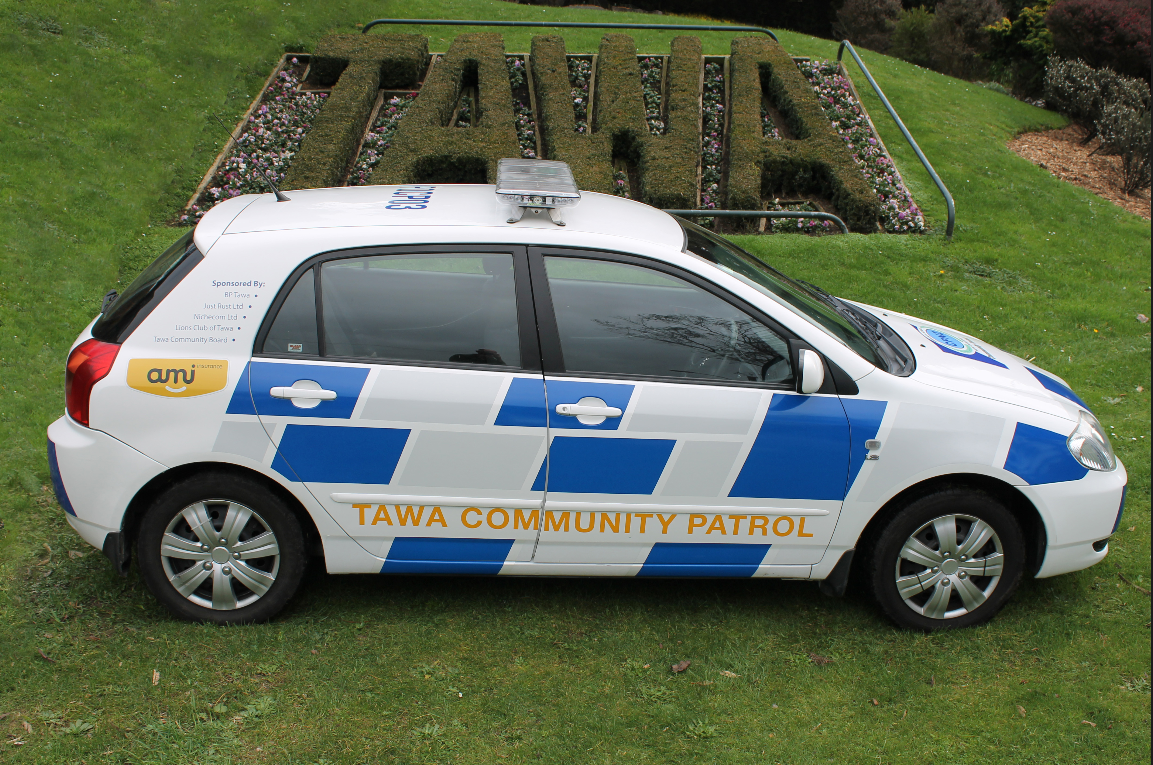 TAWA
Sponsored By:
BP Tawa •
Just Rust Ltd •
Nichecom Ltd •
Lions Club of Tawa •
Tawa Community Board •
ami insurance
TAWA COMMUNITY PATROL